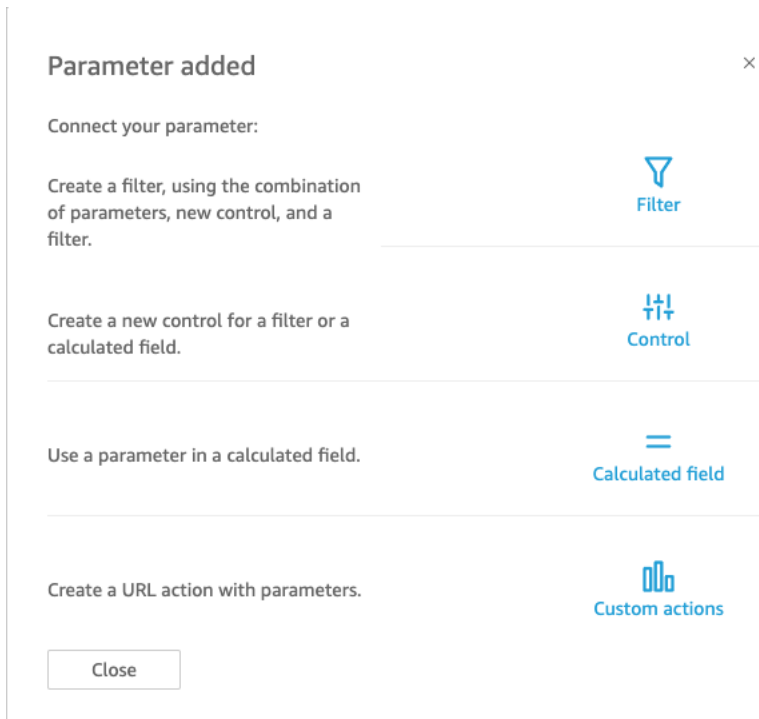 Parameter added
Connect your parameter:
Create a filter, using the combination
of parameters, new control, and a
filter.
Filter
Create a new control for a filter or a
calculated field.
Control
Use a parameter in a calculated field.
Calculated field
Create a URL action with parameters.
Custom actions
Close